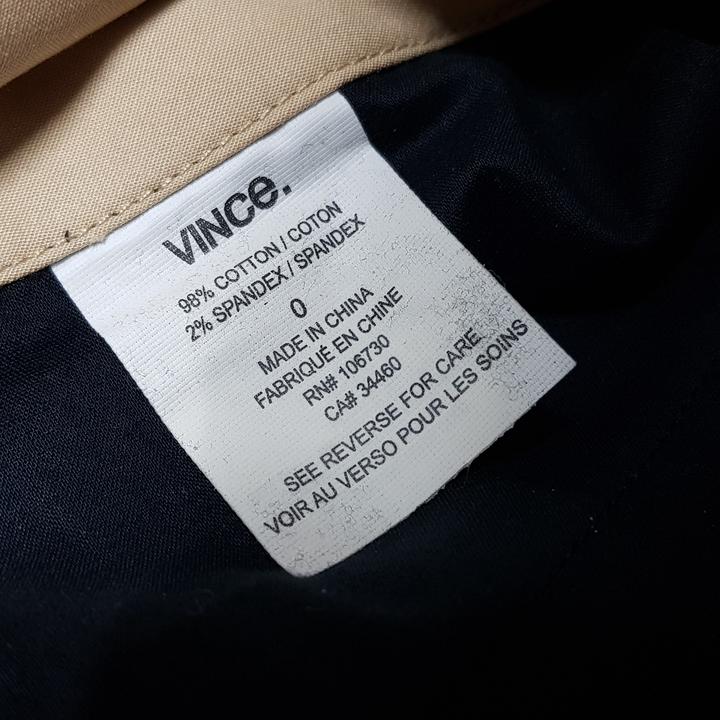 VINCe.
98% COTTON / COTON
2% SPANDEX / SPANDEX
0
MADE IN CHINA
FABRIQUÉ EN CHINE
RN# 106730
CA# 34460
SEE REVERSE FOR CARE
VOIR AU VERSO POUR LES SOINS